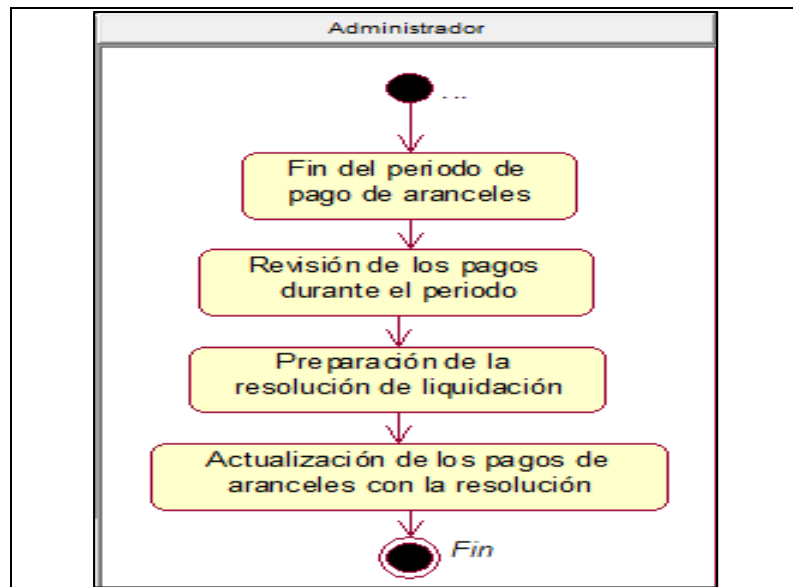 Administrador
...
Fin del periodo de
pago de aranceles
Revisión de los pagos
durante el periodo
Preparación de la
resolución de liquidación
Actualización de los pagos de
aranceles con la resolución
Fin